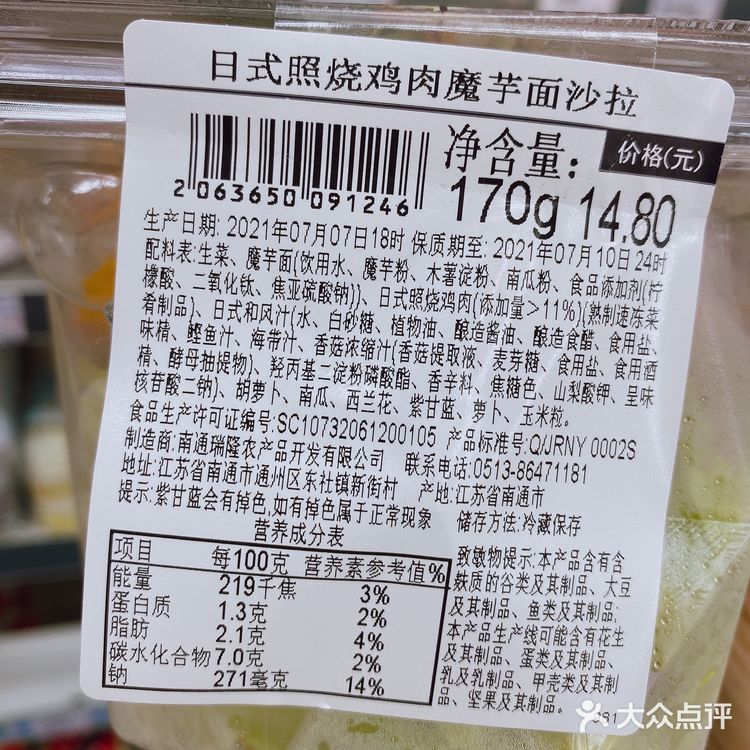 日式照烧鸡肉魔芋面沙拉
2 063650 091246
净含量:
170g
价格(元)
14.80
生产日期: 2021年07月07日18时 保质期至: 2021年07月10日24时
配料表:生菜、魔芋面(饮用水、魔芋粉、木薯淀粉、南瓜粉、食品添加剂(柠
檬酸、二氧化钛、焦亚硫酸钠))、日式照烧鸡肉(添加量>11%)(熟制速冻菜
肴制品)、日式和风汁(水、白砂糖、植物油、酿造酱油、酿造食醋、食用盐、
味精、鲣鱼汁、海带汁、香菇浓缩汁(香菇提取液、麦芽糖、食用盐、食用酒
精、酵母抽提物)、羟丙基二淀粉磷酸酯、香辛料、焦糖色、山梨酸钾、呈味
核苷酸二钠)、胡萝卜、南瓜、西兰花、紫甘蓝、萝卜、玉米粒。
食品生产许可证编号:SC10732061200105 产品标准号:Q/JRNY 0002S
制造商:南通瑞隆农产品开发有限公司 联系电话:0513-86471181
地址:江苏省南通市通州区东社镇新街村 产地:江苏省南通市
提示:紫甘蓝会有掉色,如有掉色属于正常现象 储存方法:冷藏保存
营养成分表
项目 每100克 营养素参考值%
能量 219千焦 3%
蛋白质 1.3克 2%
脂肪 2.1克 4%
碳水化合物 7.0克 2%
钠 271毫克 14%
致敏物提示:本产品含有含
麸质的谷类及其制品、大豆
及其制品、鱼类及其制品;
本产品生产线可能含有花生
及其制品、蛋类及其制品、
乳及乳制品、甲壳类及其制
品、坚果及其制品。
大众点评